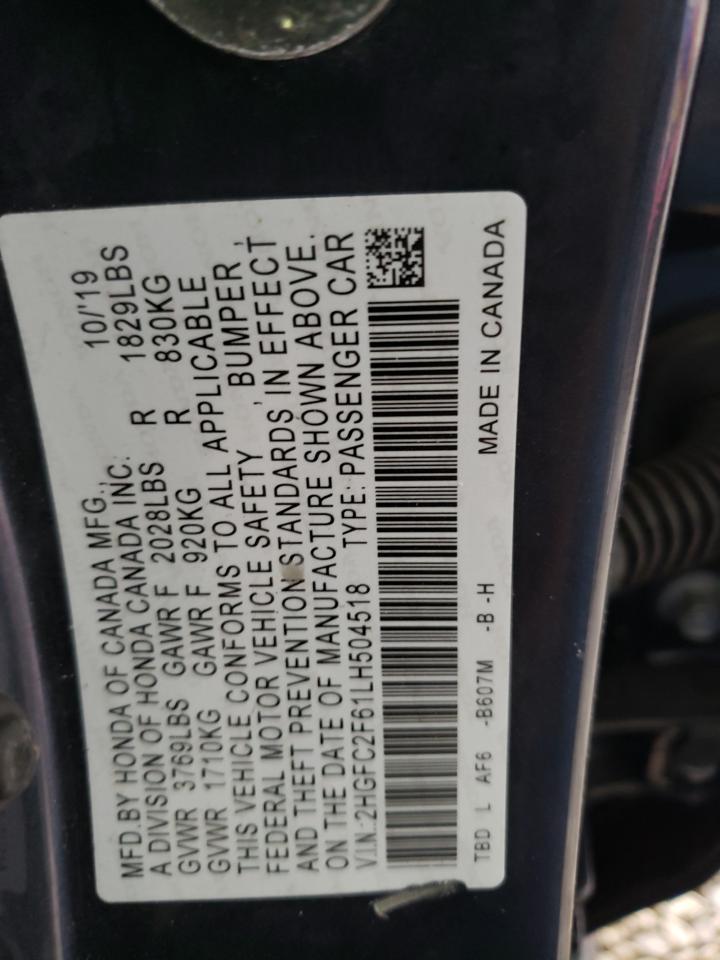 MFD.BY HONDA OF CANADA MFG., 10/'19
A DIVISION OF HONDA CANADA INC.
GVWR 3769LBS GAWR F 2028LBS R 1829LBS
GVWR 1710KG GAWR F 920KG R 830KG
THIS VEHICLE CONFORMS TO ALL APPLICABLE
FEDERAL MOTOR VEHICLE SAFETY , BUMPER,
AND THEFT PREVENTION STANDARDS IN EFFECT
ON THE DATE OF MANUFACTURE SHOWN ABOVE.
V.I.N.:2HGFC2F61LH504518 TYPE:PASSENGER CAR
TBD L AF6 -B607M -B -H MADE IN CANADA